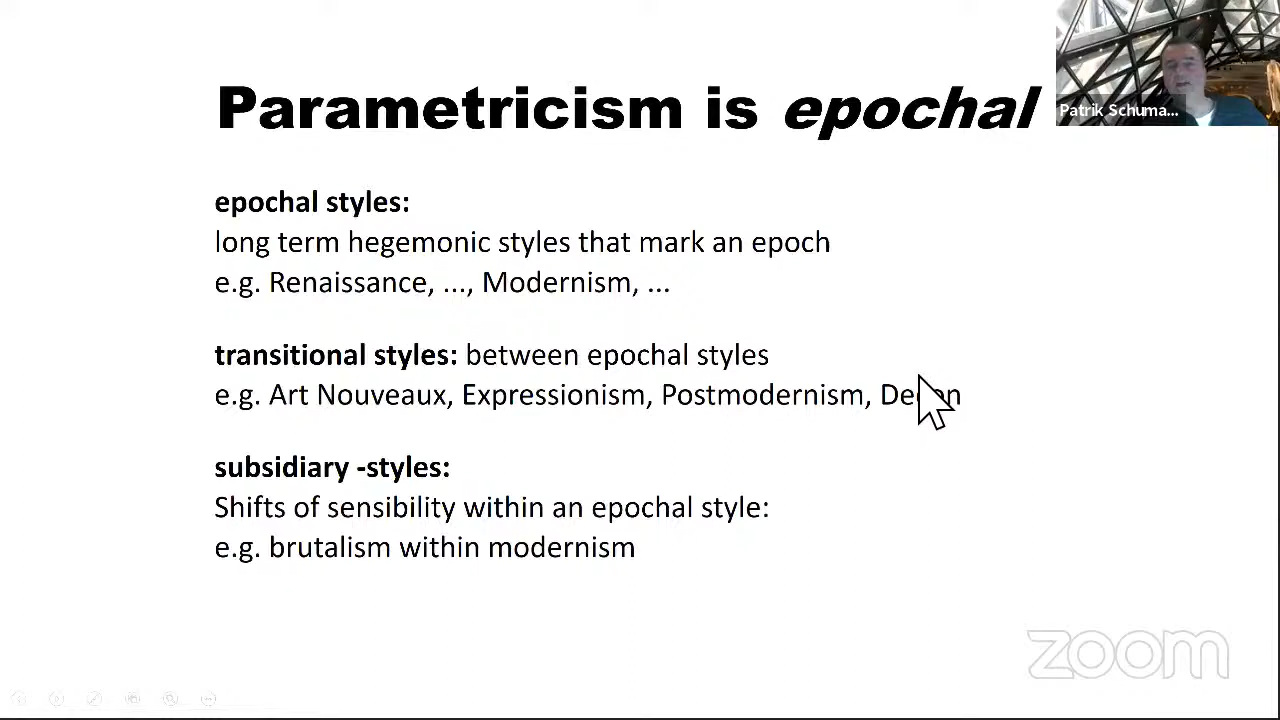 Parametricism is epochal
Patrik Schuma...
epochal styles:
long term hegemonic styles that mark an epoch
e.g. Renaissance, ..., Modernism, ...
transitional styles: between epochal styles
e.g. Art Nouveaux, Expressionism, Postmodernism,
subsidiary -styles:
Shifts of sensibility within an epochal style:
e.g. brutalism within modernism
zoom